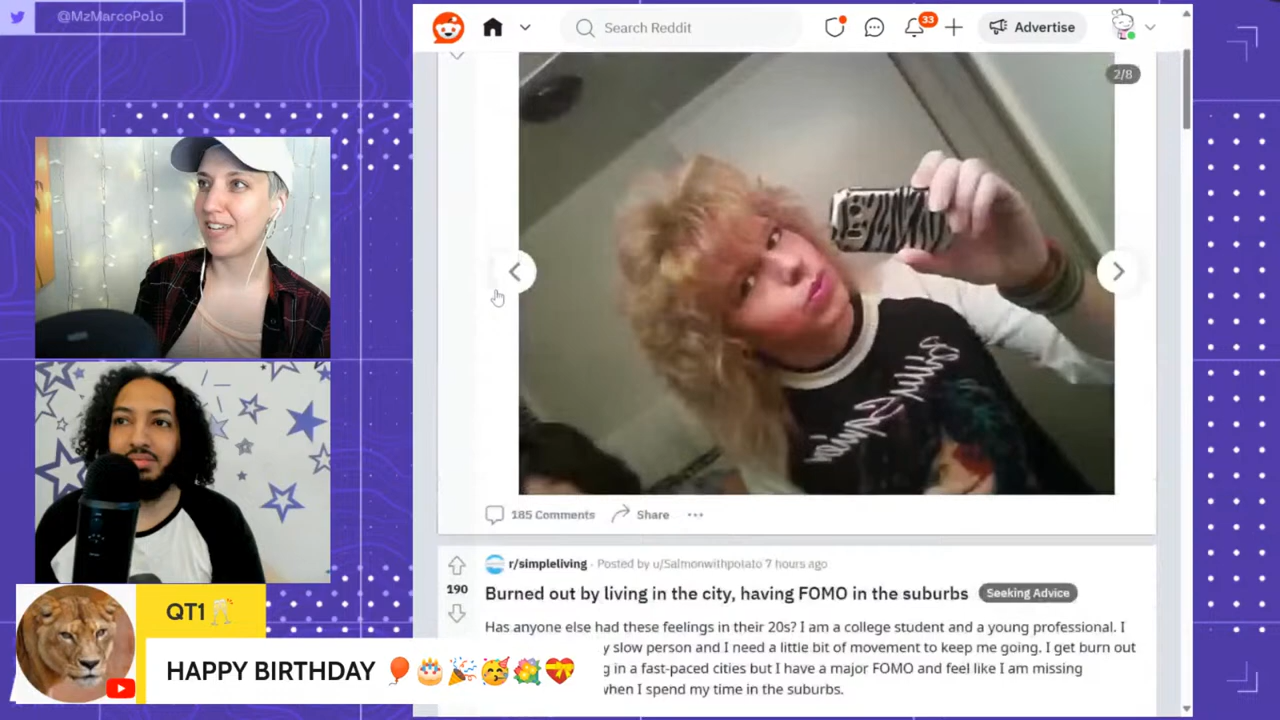 @MzMarcoPolo
Search Reddit
33
Advertise
2/8
185 Comments
Share
r/simpleliving · Posted by u/Salmonwithpotato 7 hours ago
190
Burned out by living in the city, having FOMO in the suburbs
Seeking Advice
Has anyone else had these feelings in their 20s? I am a college student and a young professional. I
y slow person and I need a little bit of movement to keep me going. I get burn out
g in a fast-paced cities but I have a major FOMO and feel like I am missing
when I spend my time in the suburbs.
QT1 🥂
HAPPY BIRTHDAY 🎈🎂🎉🥳💐💝